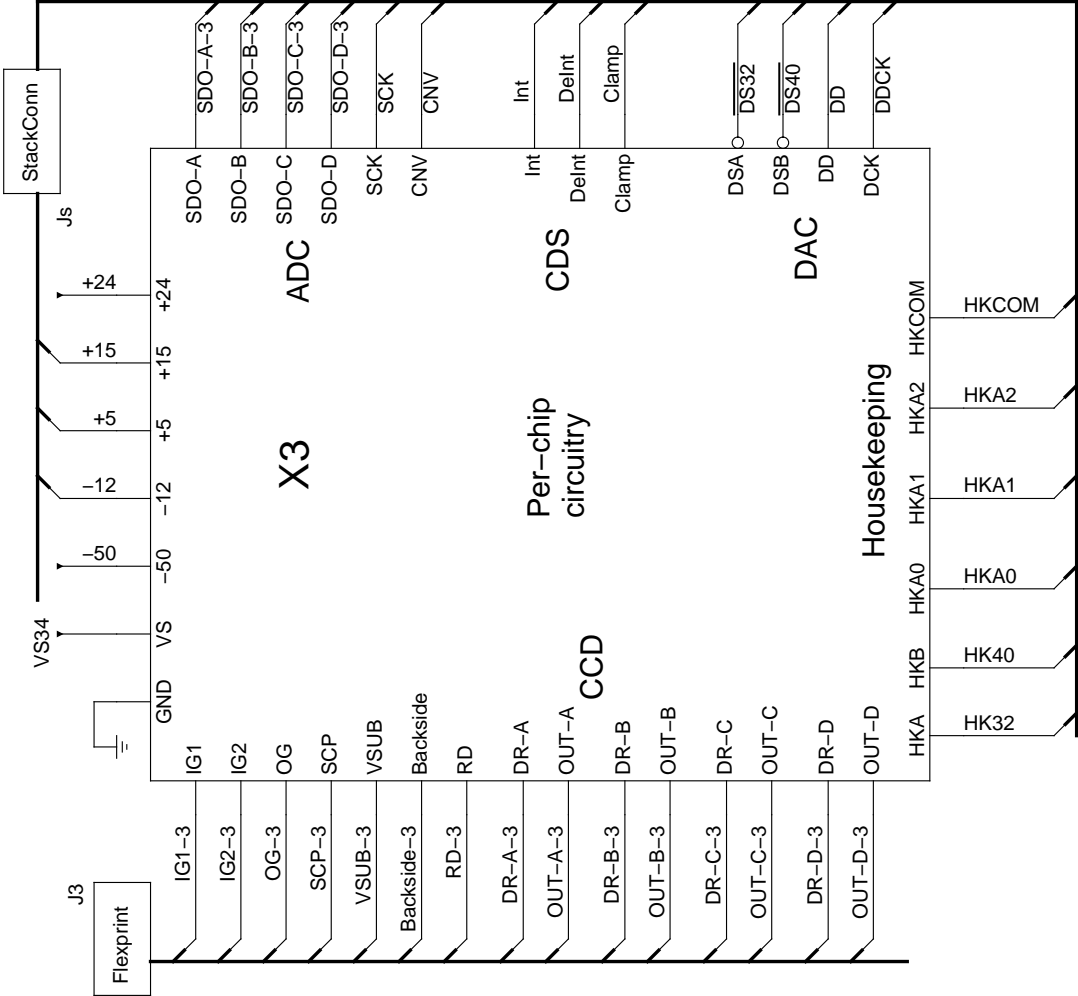 StackConn
Js
SDO-A-3
SDO-B-3
SDO-C-3
SDO-D-3
SCK
CNV
Int
DeInt
Clamp
DS32
DS40
DD
DDCK
SDO-A
SDO-B
SDO-C
SDO-D
SCK
CNV
Int
DeInt
Clamp
DSA
DSB
DD
DCK
ADC
CDS
DAC
+24
+15
+5
−12
−50
VS34
+24
+15
+5
−12
−50
VS
GND
X3
Per−chip
circuitry
Housekeeping
CCD
HKCOM
HKA2
HKA1
HKA0
HKB
HKA
HKCOM
HKA2
HKA1
HKA0
HK40
HK32
IG1
IG2
OG
SCP
VSUB
Backside
RD
DR−A
OUT−A
DR−B
OUT−B
DR−C
OUT−C
DR−D
OUT−D
IG1−3
IG2−3
OG−3
SCP−3
VSUB−3
Backside−3
RD−3
DR−A−3
OUT−A−3
DR−B−3
OUT−B−3
DR−C−3
OUT−C−3
DR−D−3
OUT−D−3
J3
Flexprint